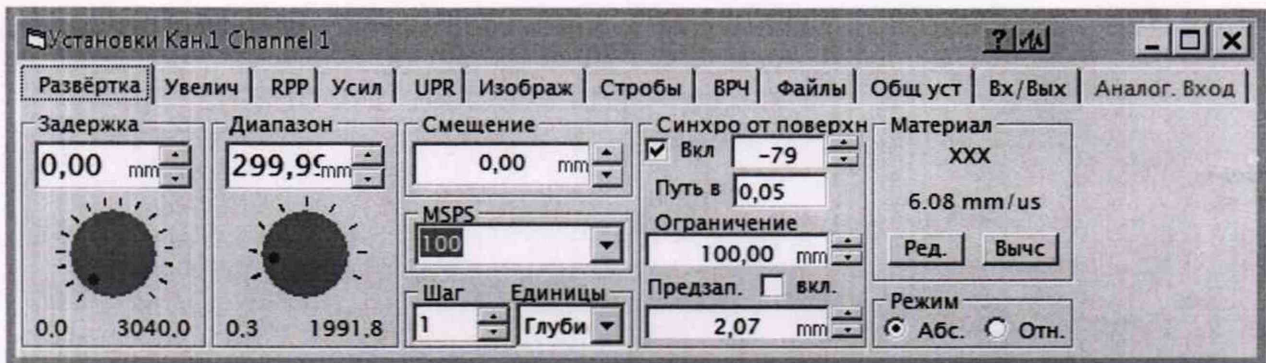 Установки Кан.1 Channel 1
Развёртка Увелич RPP Усил UPR Изображ Стробы ВРЧ Файлы Общ уст Вх/Вых Аналог. Вход
Задержка
0,00 mm
0.0 3040.0
Диапазон
299,99 mm
0.3 1991.8
Смещение
0,00 mm
MSPS
100
Шаг Единицы
1 Глуби
Синхро от поверхн
Вкл -79
Путь в 0,05
Ограничение
100,00 mm
Предзап. вкл.
2,07 mm
Материал
XXX
6.08 mm/us
Ред. Вычс
Режим
Абс. Отн.